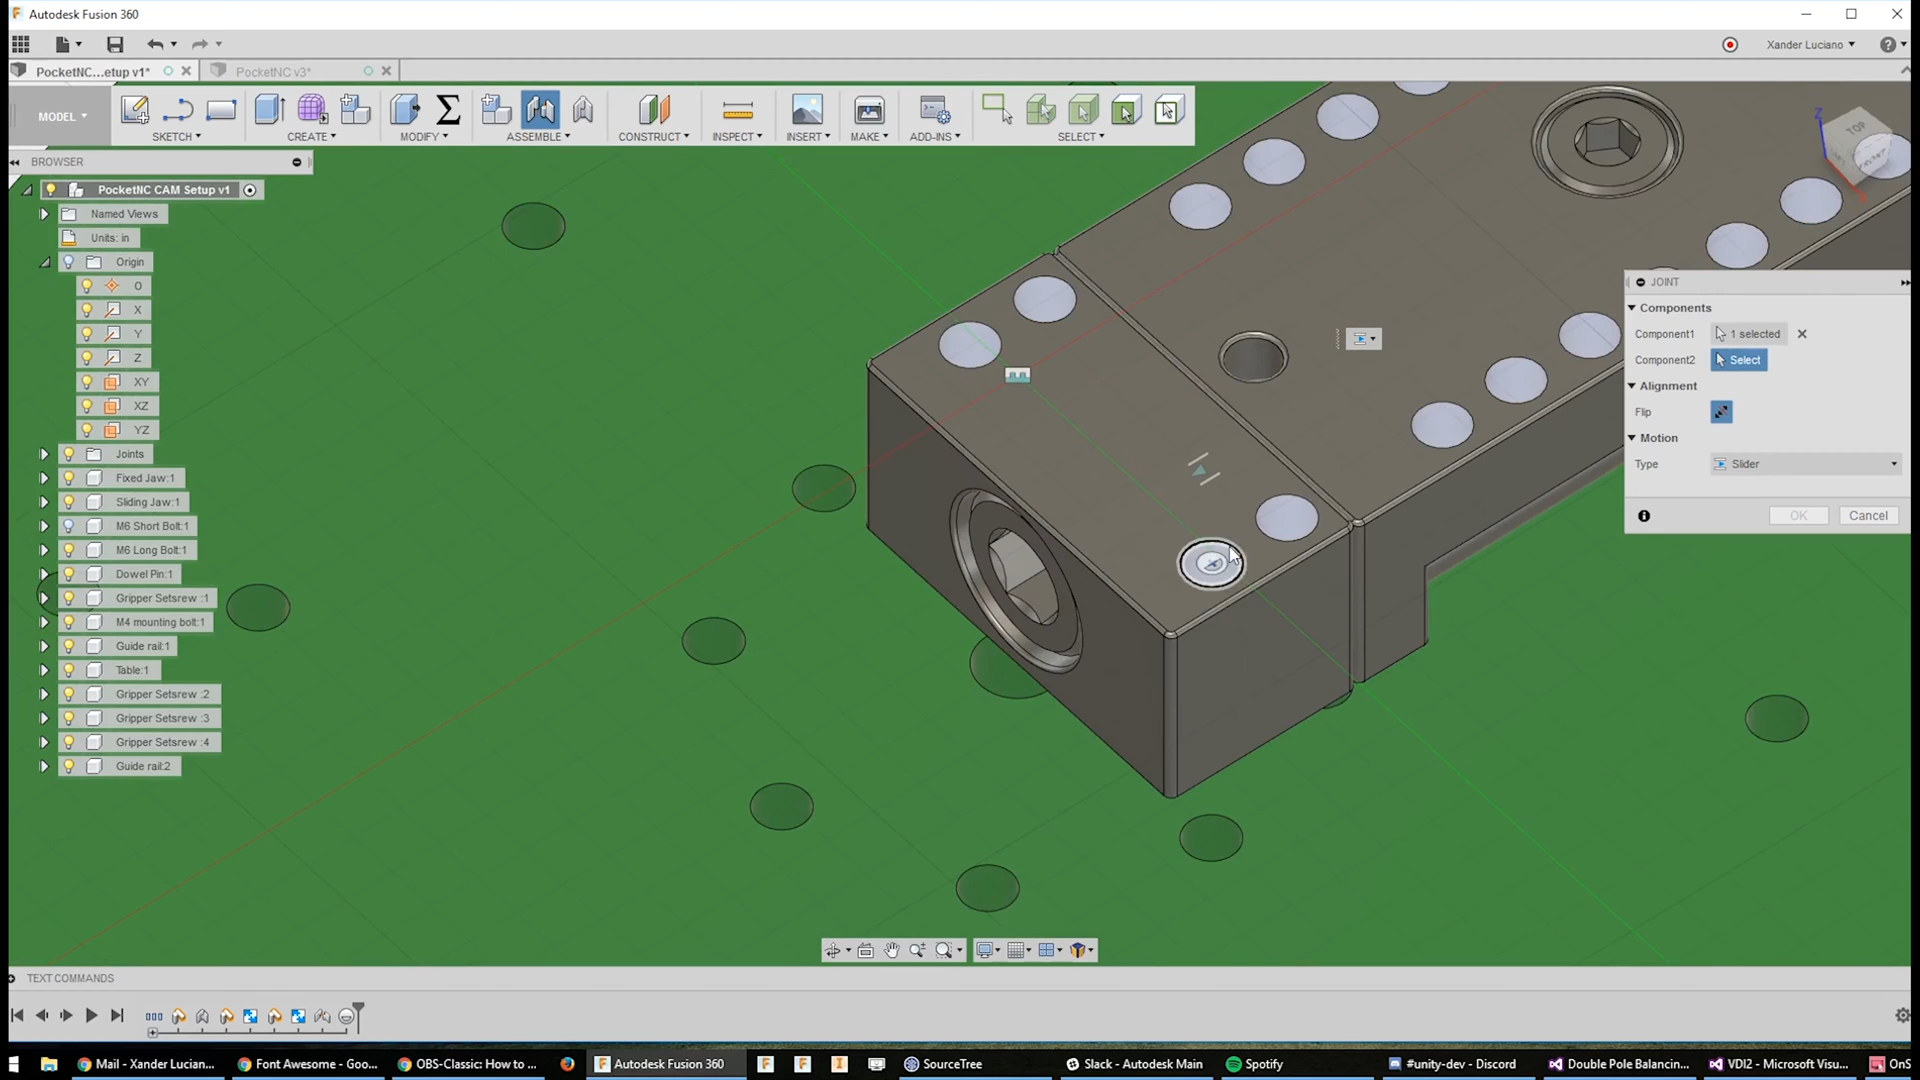 Autodesk Fusion 360
Xander Luciano
PocketNC...etup v1*
PocketNC v3*
MODEL
SKETCH
CREATE
MODIFY
ASSEMBLE
CONSTRUCT
INSPECT
INSERT
MAKE
ADD-INS
SELECT
BROWSER
PocketNC CAM Setup v1
Named Views
Units: in
Origin
O
X
Y
Z
XY
XZ
YZ
Joints
Fixed Jaw:1
Sliding Jaw:1
M6 Short Bolt:1
M6 Long Bolt:1
Dowel Pin:1
Gripper Setsrew :1
M4 mounting bolt:1
Guide rail:1
Table:1
Gripper Setsrew :2
Gripper Setsrew :3
Gripper Setsrew :4
Guide rail:2
Z
TOP
FRONT
JOINT
Components
Component1 1 selected
Component2 Select
Alignment
Flip
Motion
Type Slider
OK Cancel
TEXT COMMANDS
Mail - Xander Lucian...
Font Awesome - Goo...
OBS-Classic: How to ...
Autodesk Fusion 360
SourceTree
Slack - Autodesk Main
Spotify
#unity-dev - Discord
Double Pole Balancin...
VDI2 - Microsoft Visu...
OnS